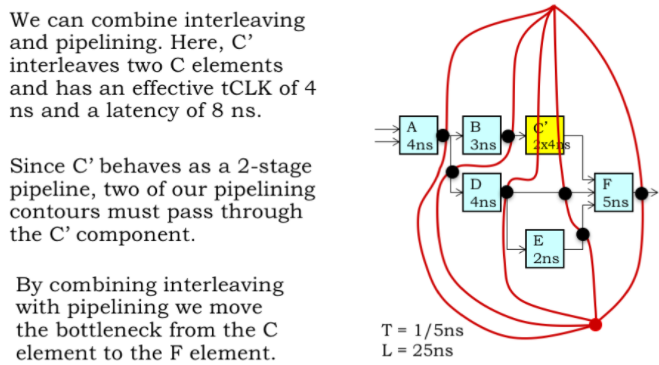 We can combine interleaving
and pipelining. Here, C’
interleaves two C elements
and has an effective tCLK of 4
ns and a latency of 8 ns.
Since C’ behaves as a 2-stage
pipeline, two of our pipelining
contours must pass through
the C’ component.
By combining interleaving
with pipelining we move
the bottleneck from the C
element to the F element.
A
4ns
B
3ns
C’
2x4ns
D
4ns
F
5ns
E
2ns
T = 1/5ns
L = 25ns